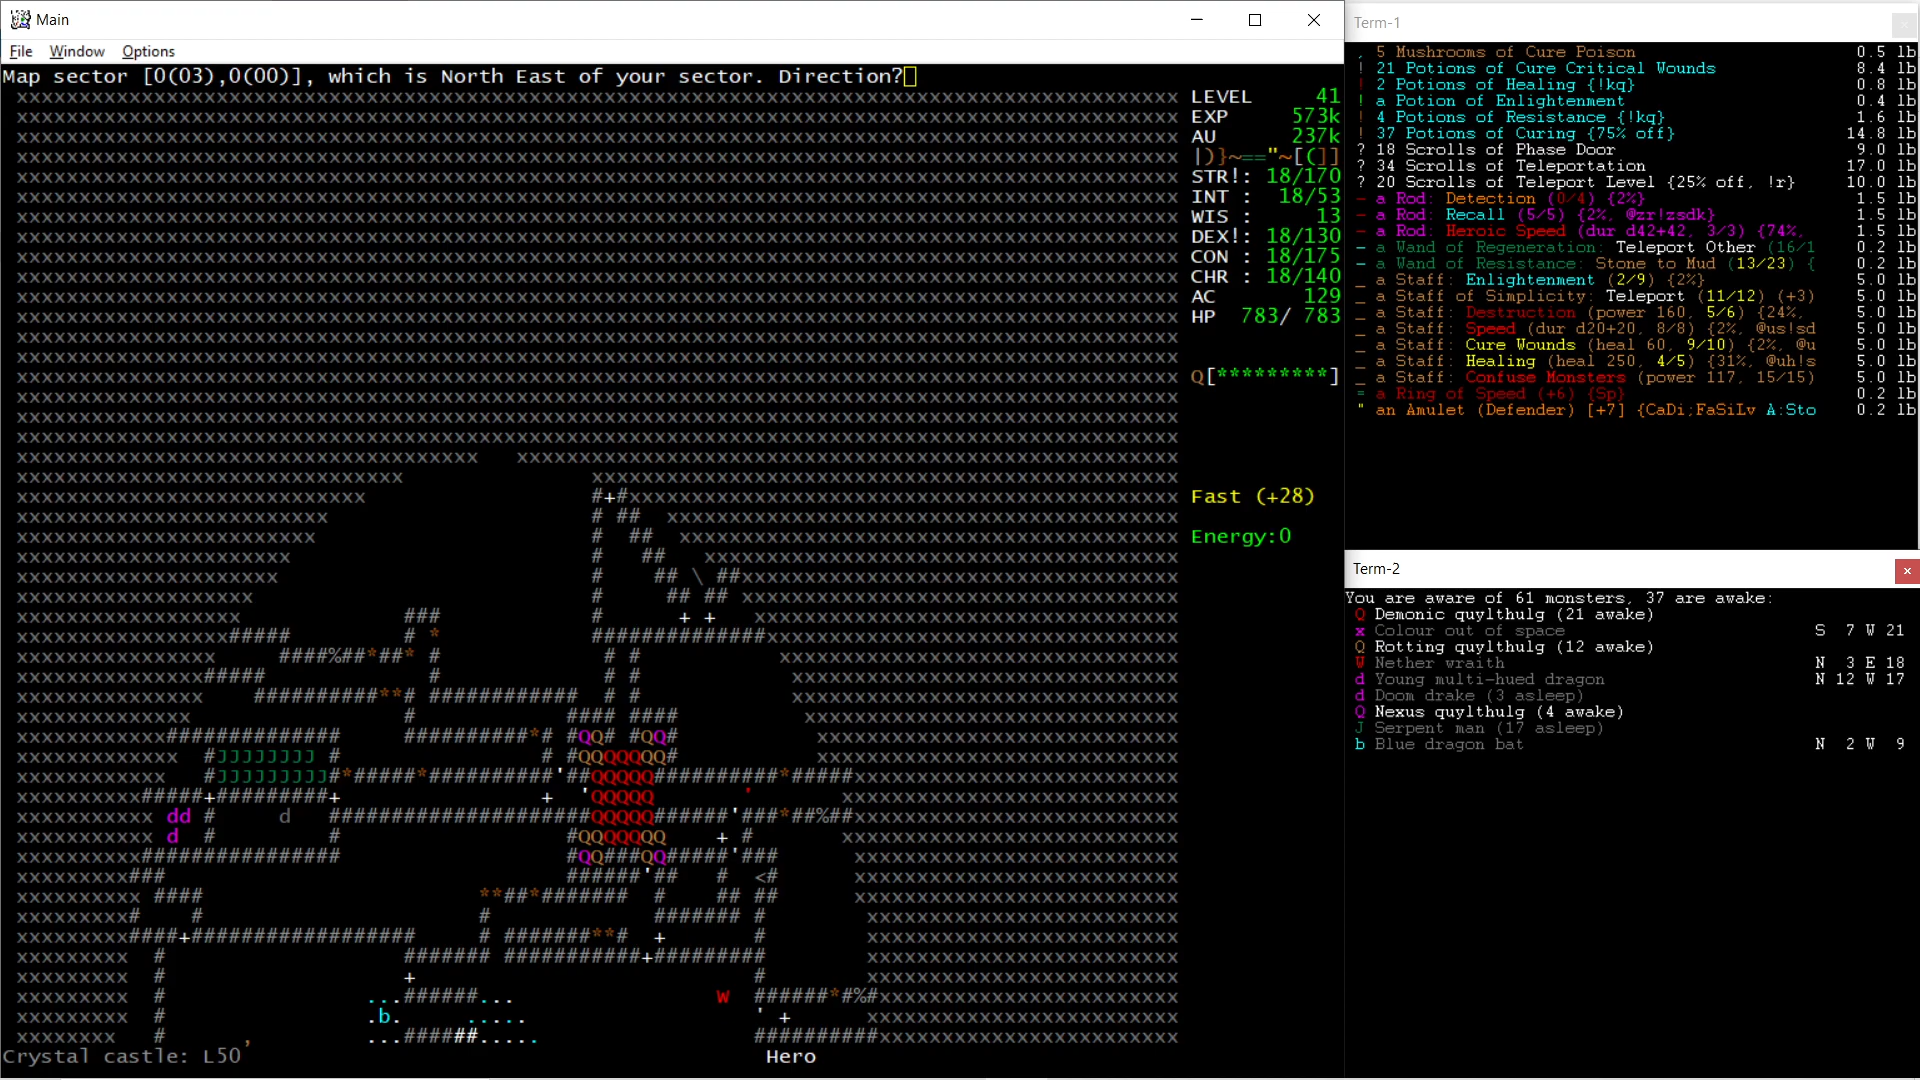 Main
File Window Options
Map sector [0(03),0(00)], which is North East of your sector. Direction?
LEVEL 41
EXP 573k
AU 237k
|)}~=="~[(]]
STR!: 18/170
INT : 18/53
WIS : 13
DEX!: 18/130
CON : 18/175
CHR : 18/140
AC 129
HP 783/ 783
Q[*********]
Fast (+28)
Energy:0
Crystal castle: L50
Hero
Term-1
, 5 Mushrooms of Cure Poison 0.5 lb
! 21 Potions of Cure Critical Wounds 8.4 lb
! 2 Potions of Healing {!kq} 0.8 lb
! a Potion of Enlightenment 0.4 lb
! 4 Potions of Resistance {!kq} 1.6 lb
! 37 Potions of Curing {75% off} 14.8 lb
? 18 Scrolls of Phase Door 9.0 lb
? 34 Scrolls of Teleportation 17.0 lb
? 20 Scrolls of Teleport Level {25% off, !r} 10.0 lb
- a Rod: Detection (0/4) {2%} 1.5 lb
- a Rod: Recall (5/5) {2%, @zr!zsdk} 1.5 lb
- a Rod: Heroic Speed (dur d42+42, 3/3) {74%, 1.5 lb
- a Wand of Regeneration: Teleport Other (16/1 0.2 lb
- a Wand of Resistance: Stone to Mud (13/23) { 0.2 lb
_ a Staff: Enlightenment (2/9) {2%} 5.0 lb
_ a Staff of Simplicity: Teleport (11/12) (+3) 5.0 lb
_ a Staff: Destruction (power 160, 5/6) {24%, 5.0 lb
_ a Staff: Speed (dur d20+20, 8/8) {2%, @us!sd 5.0 lb
_ a Staff: Cure Wounds (heal 60, 9/10) {2%, @u 5.0 lb
_ a Staff: Healing (heal 250, 4/5) {31%, @uh!s 5.0 lb
_ a Staff: Confuse Monsters (power 117, 15/15) 5.0 lb
= a Ring of Speed (+6) {Sp} 0.2 lb
" an Amulet (Defender) [+7] {CaDi;FaSiLv A:Sto 0.2 lb
Term-2
You are aware of 61 monsters, 37 are awake:
Q Demonic quylthulg (21 awake)
x Colour out of space S 7 W 21
Q Rotting quylthulg (12 awake)
W Nether wraith N 3 E 18
d Young multi-hued dragon N 12 W 17
d Doom drake (3 asleep)
Q Nexus quylthulg (4 awake)
J Serpent man (17 asleep)
b Blue dragon bat N 2 W 9